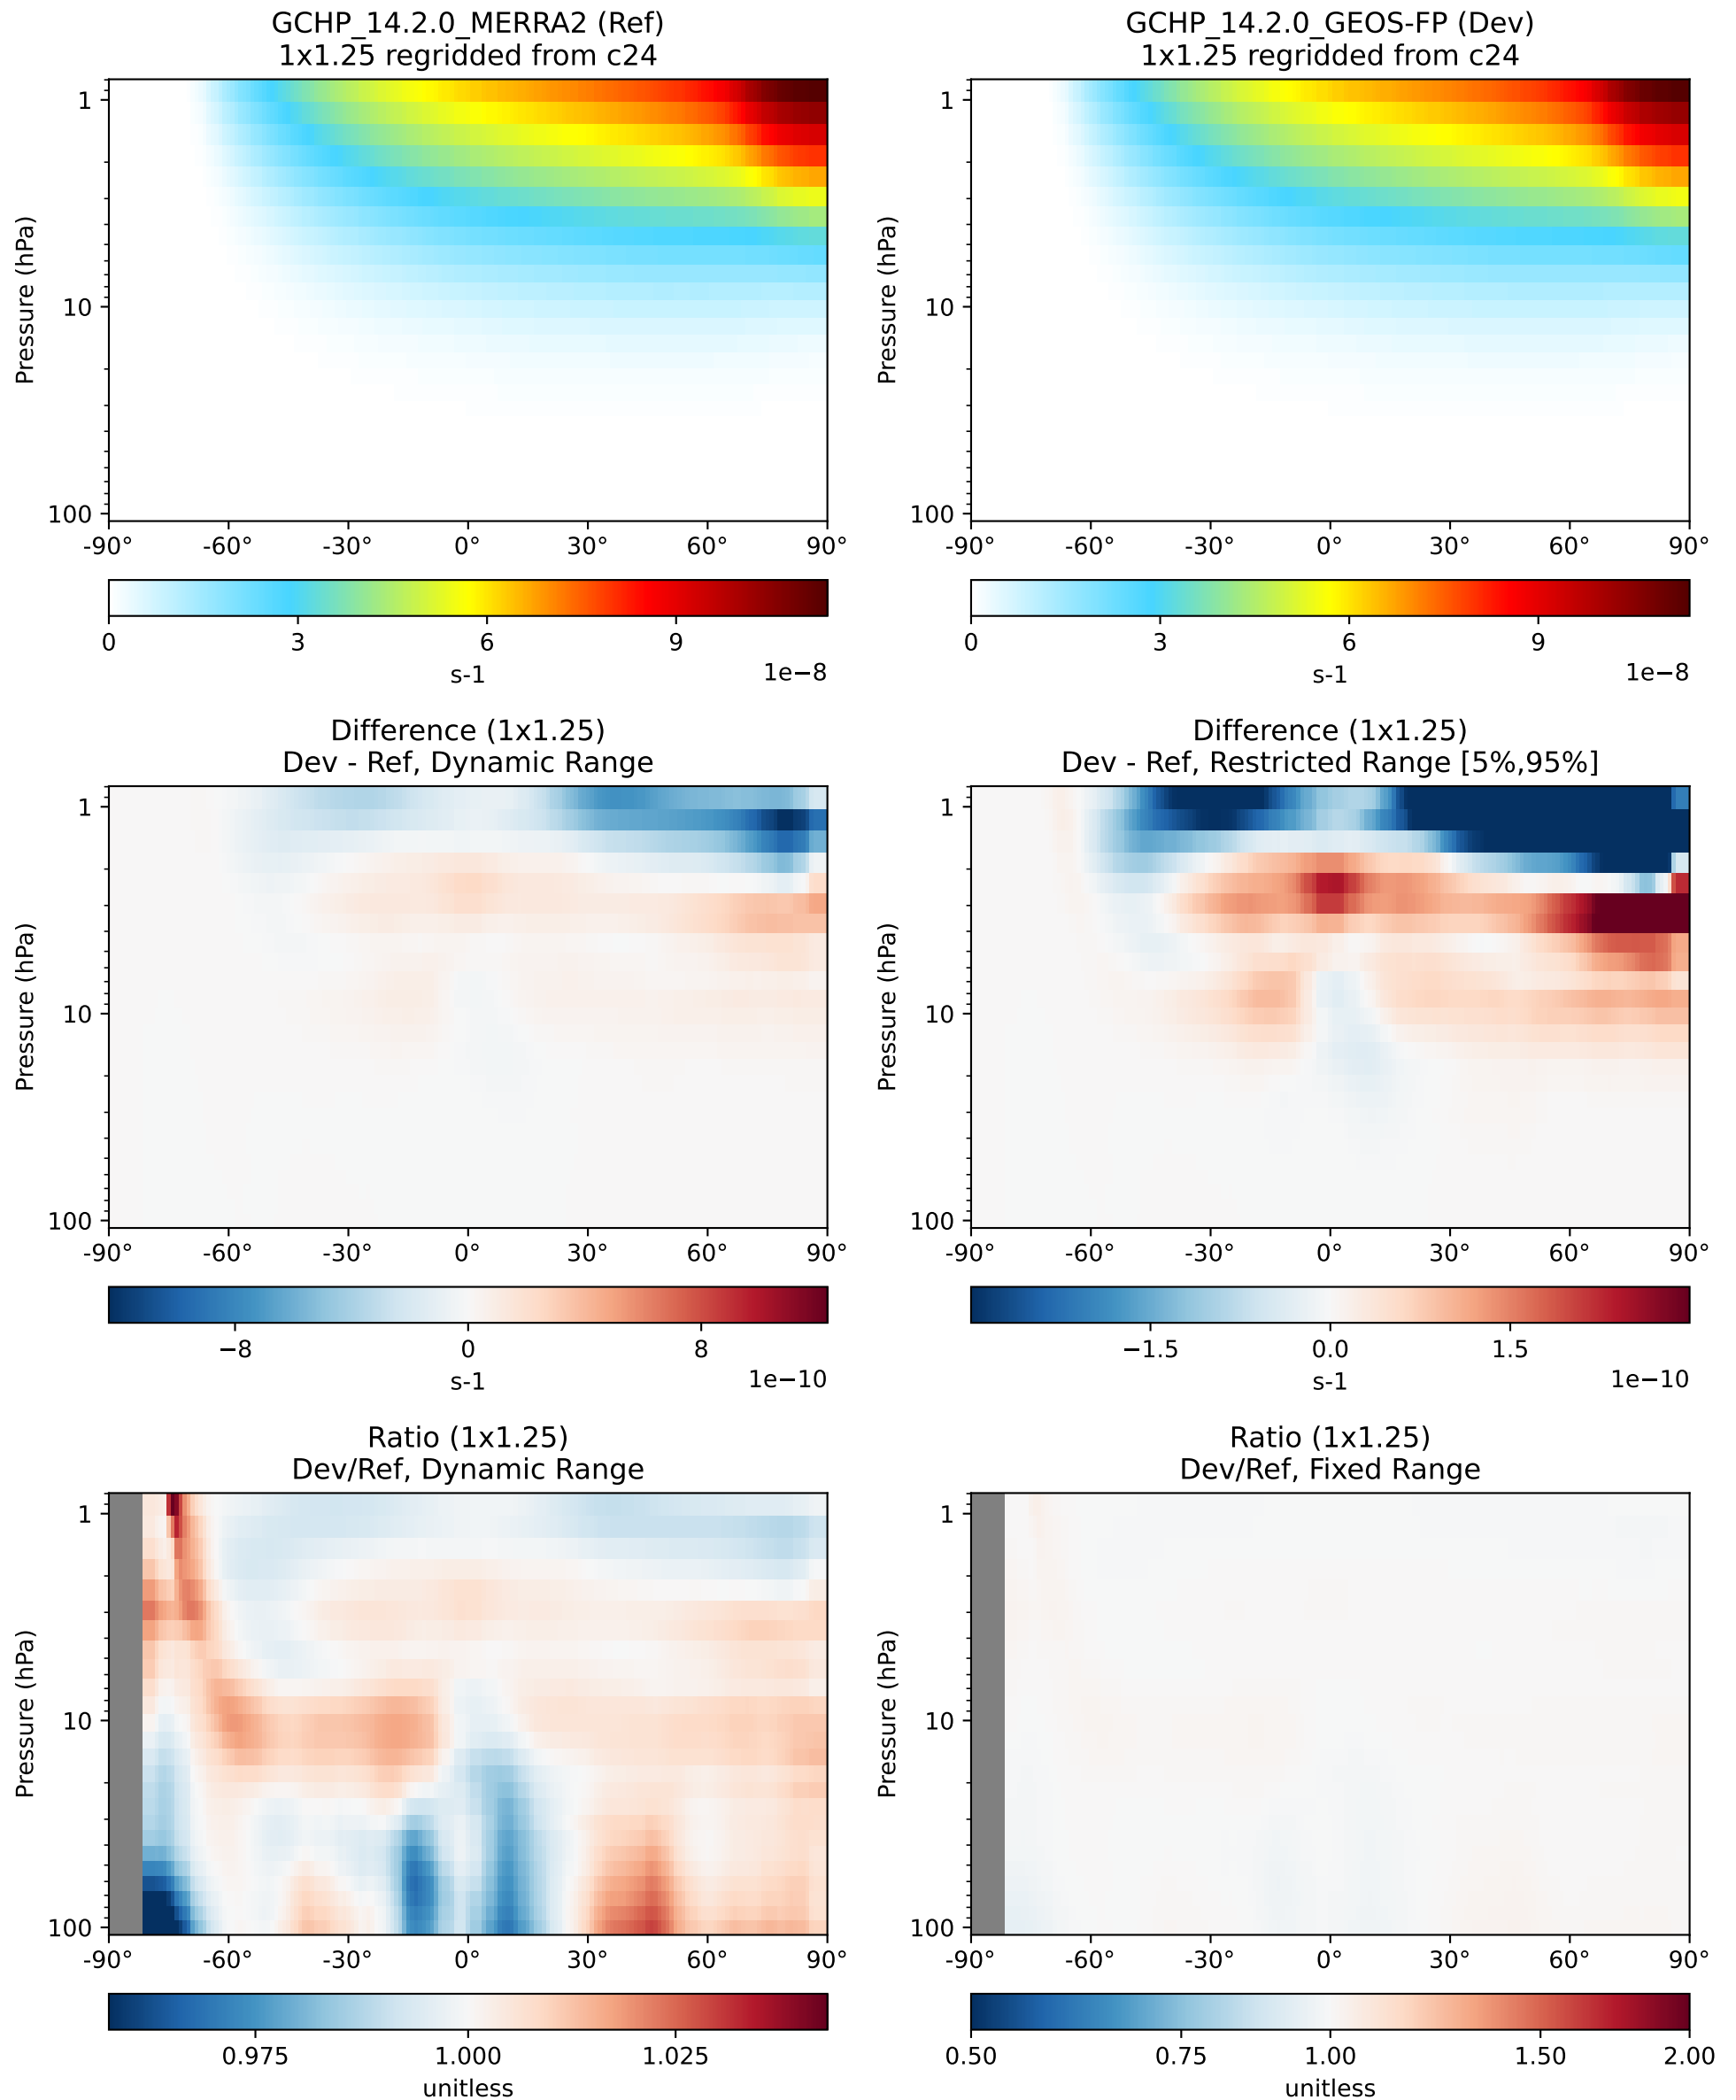 GCHP_14.2.0_MERRA2 (Ref)
1x1.25 regridded from c24
Pressure (hPa)
1
10
100
-90° -60° -30° 0° 30° 60° 90°
0 3 6 9
1e−8
s-1
GCHP_14.2.0_GEOS-FP (Dev)
1x1.25 regridded from c24
Pressure (hPa)
1
10
100
-90° -60° -30° 0° 30° 60° 90°
0 3 6 9
1e−8
s-1
Difference (1x1.25)
Dev - Ref, Dynamic Range
Pressure (hPa)
1
10
100
-90° -60° -30° 0° 30° 60° 90°
−8 0 8
1e−10
s-1
Difference (1x1.25)
Dev - Ref, Restricted Range [5%,95%]
Pressure (hPa)
1
10
100
-90° -60° -30° 0° 30° 60° 90°
−1.5 0.0 1.5
1e−10
s-1
Ratio (1x1.25)
Dev/Ref, Dynamic Range
Pressure (hPa)
1
10
100
-90° -60° -30° 0° 30° 60° 90°
0.975 1.000 1.025
unitless
Ratio (1x1.25)
Dev/Ref, Fixed Range
Pressure (hPa)
1
10
100
-90° -60° -30° 0° 30° 60° 90°
0.50 0.75 1.00 1.50 2.00
unitless